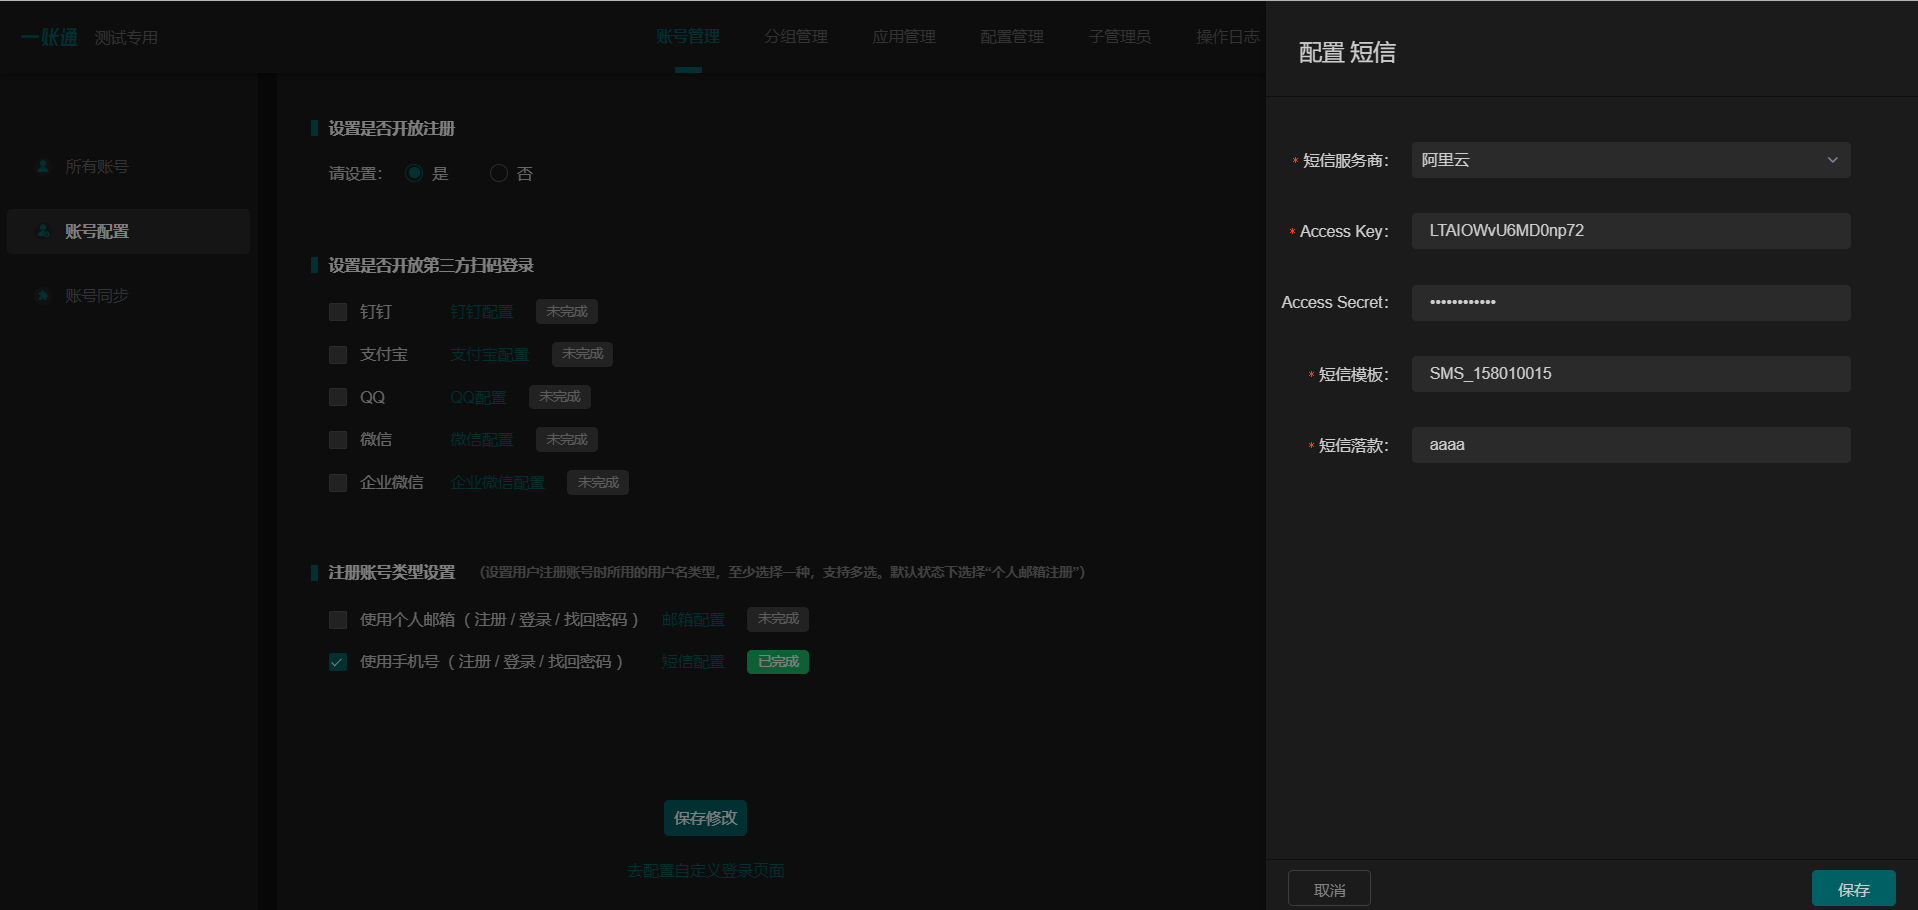 一账通 测试专用 账号管理 分组管理 应用管理 配置管理 子管理员 操作日志
所有账号
账号配置
账号同步
设置是否开放注册
请设置： 是 否
设置是否开放第三方扫码登录
钉钉 钉钉配置 未完成
支付宝 支付宝配置 未完成
QQ QQ配置 未完成
微信 微信配置 未完成
企业微信 企业微信配置 未完成
注册账号类型设置 （设置用户注册账号时所用的用户名类型，至少选择一种，支持多选。默认状态下选择“个人邮箱注册”）
使用个人邮箱（ 注册 / 登录 / 找回密码 ） 邮箱配置 未完成
使用手机号（ 注册 / 登录 / 找回密码 ） 短信配置 已完成
保存修改
去配置自定义登录页面
配置 短信
* 短信服务商： 阿里云
* Access Key： LTAIOWvU6MD0np72
Access Secret： ••••••••••••
* 短信模板： SMS_158010015
* 短信落款： aaaa
取消 保存